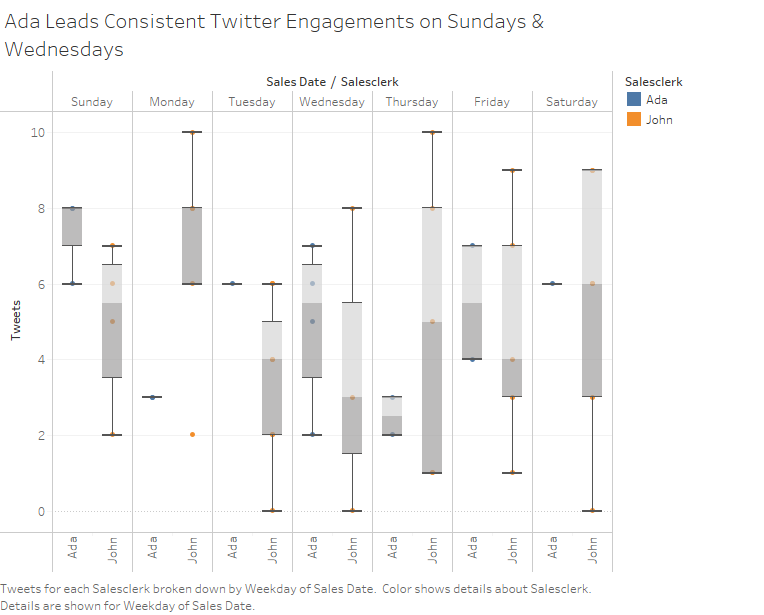 Ada Leads Consistent Twitter Engagements on Sundays &
Wednesdays
Sales Date / Salesclerk
Sunday Monday Tuesday Wednesday Thursday Friday Saturday
Salesclerk
Ada
John
Tweets
10
8
6
4
2
0
Ada John Ada John Ada John Ada John Ada John Ada John Ada John
Tweets for each Salesclerk broken down by Weekday of Sales Date. Color shows details about Salesclerk.
Details are shown for Weekday of Sales Date.